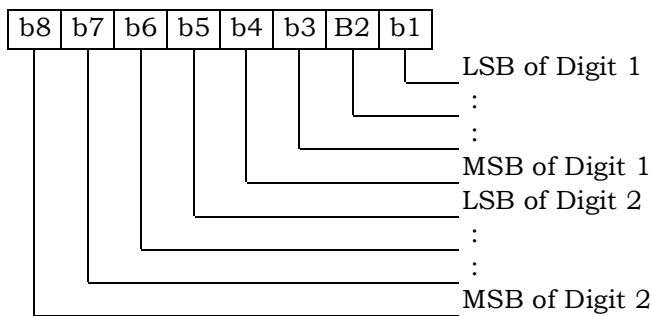 b8 b7 b6 b5 b4 b3 B2 b1
LSB of Digit 1
:
:
MSB of Digit 1
LSB of Digit 2
:
:
MSB of Digit 2